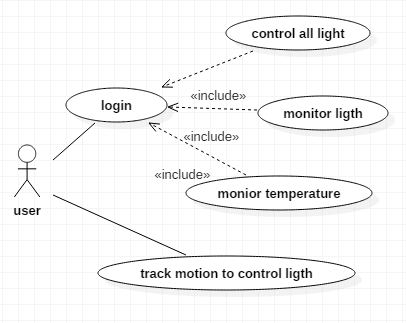 control all light
login
«include»
monitor ligth
«include»
«include»
monior temperature
user
track motion to control ligth